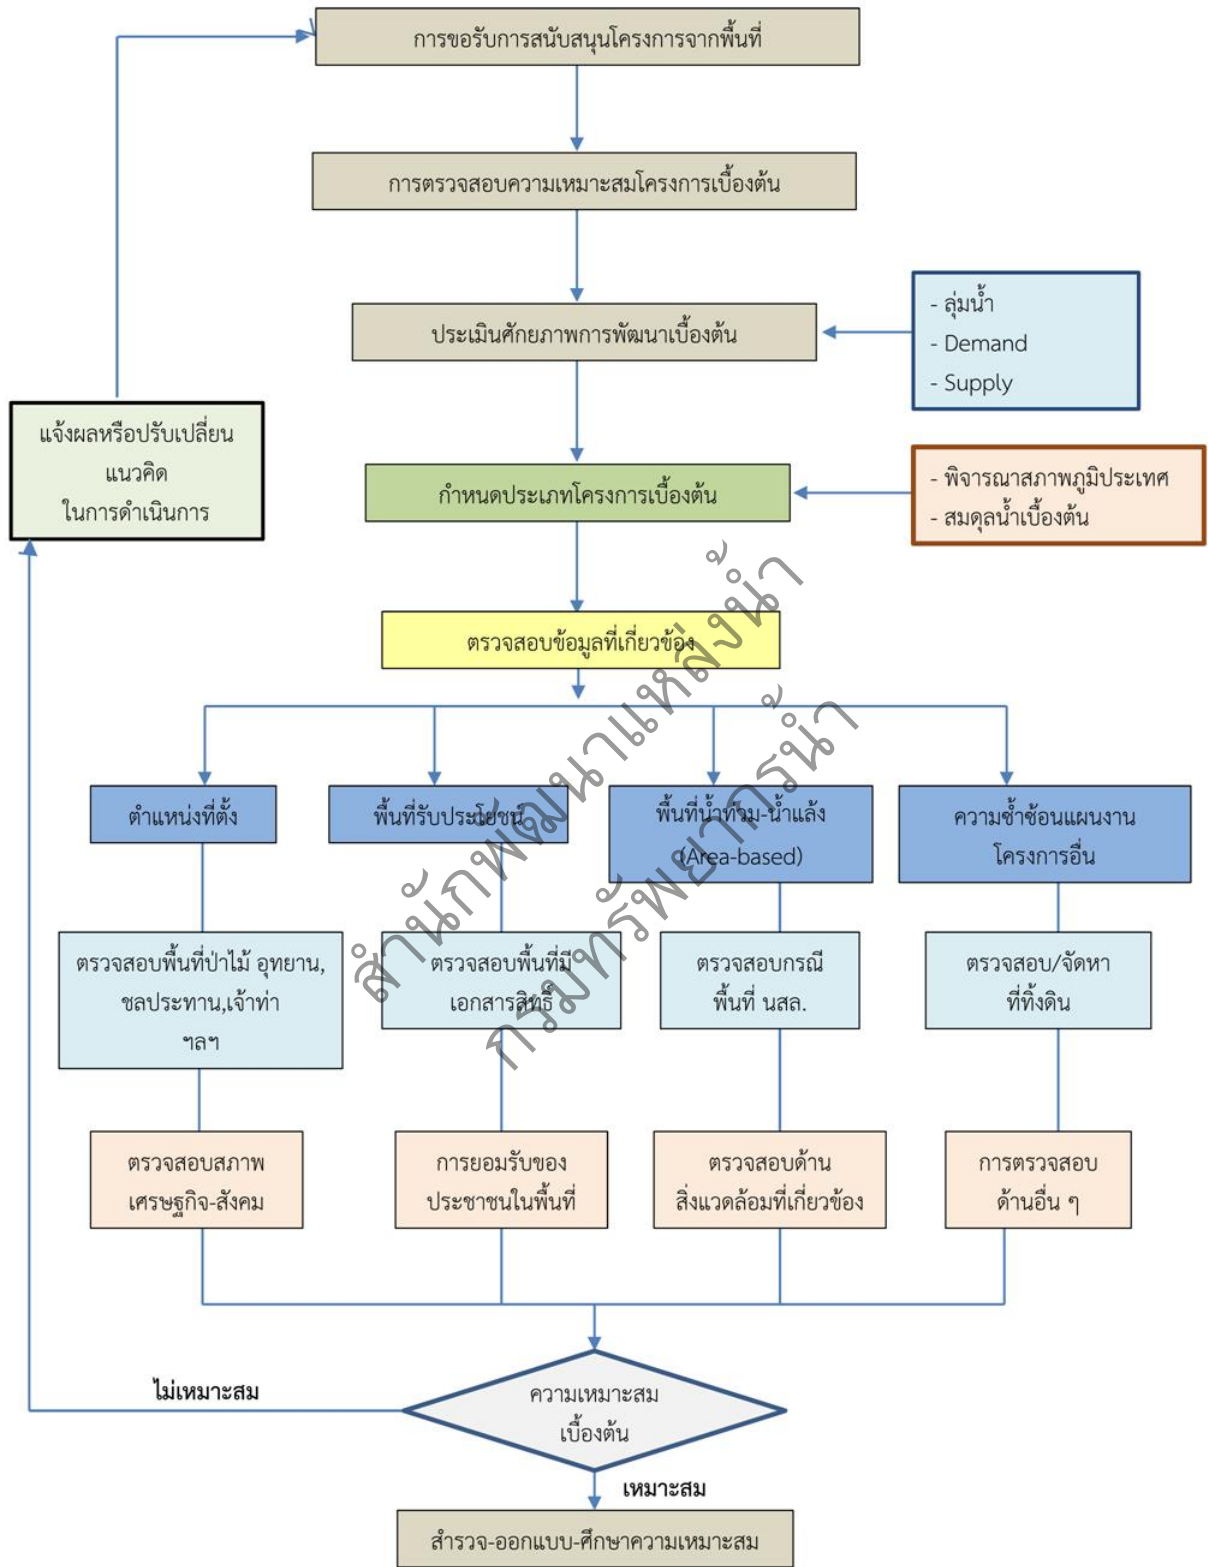 การขอรับการสนับสนุนโครงการจากพื้นที่
การตรวจสอบความเหมาะสมโครงการเบื้องต้น
ประเมินศักยภาพการพัฒนาเบื้องต้น
- ลุ่มน้ำ
- Demand
- Supply
แจ้งผลหรือปรับเปลี่ยน
แนวคิด
ในการดำเนินการ
กำหนดประเภทโครงการเบื้องต้น
- พิจารณาสภาพภูมิประเทศ
- สมดุลน้ำเบื้องต้น
ตรวจสอบข้อมูลที่เกี่ยวข้อง
ตำแหน่งที่ตั้ง
พื้นที่รับประโยชน์
พื้นที่น้ำท่วม-น้ำแล้ง
(Area-based)
ความซ้ำซ้อนแผนงาน
โครงการอื่น
ตรวจสอบพื้นที่ป่าไม้ อุทยาน,
ชลประทาน,เจ้าท่า
ฯลฯ
ตรวจสอบพื้นที่มี
เอกสารสิทธิ์
ตรวจสอบกรณี
พื้นที่ นสล.
ตรวจสอบ/จัดหา
ที่ทิ้งดิน
ตรวจสอบสภาพ
เศรษฐกิจ-สังคม
การยอมรับของ
ประชาชนในพื้นที่
ตรวจสอบด้าน
สิ่งแวดล้อมที่เกี่ยวข้อง
การตรวจสอบ
ด้านอื่น ๆ
ความเหมาะสม
เบื้องต้น
ไม่เหมาะสม
เหมาะสม
สำรวจ-ออกแบบ-ศึกษาความเหมาะสม
สำนักพัฒนาแหล่งน้ำ
กรมทรัพยากรน้ำ